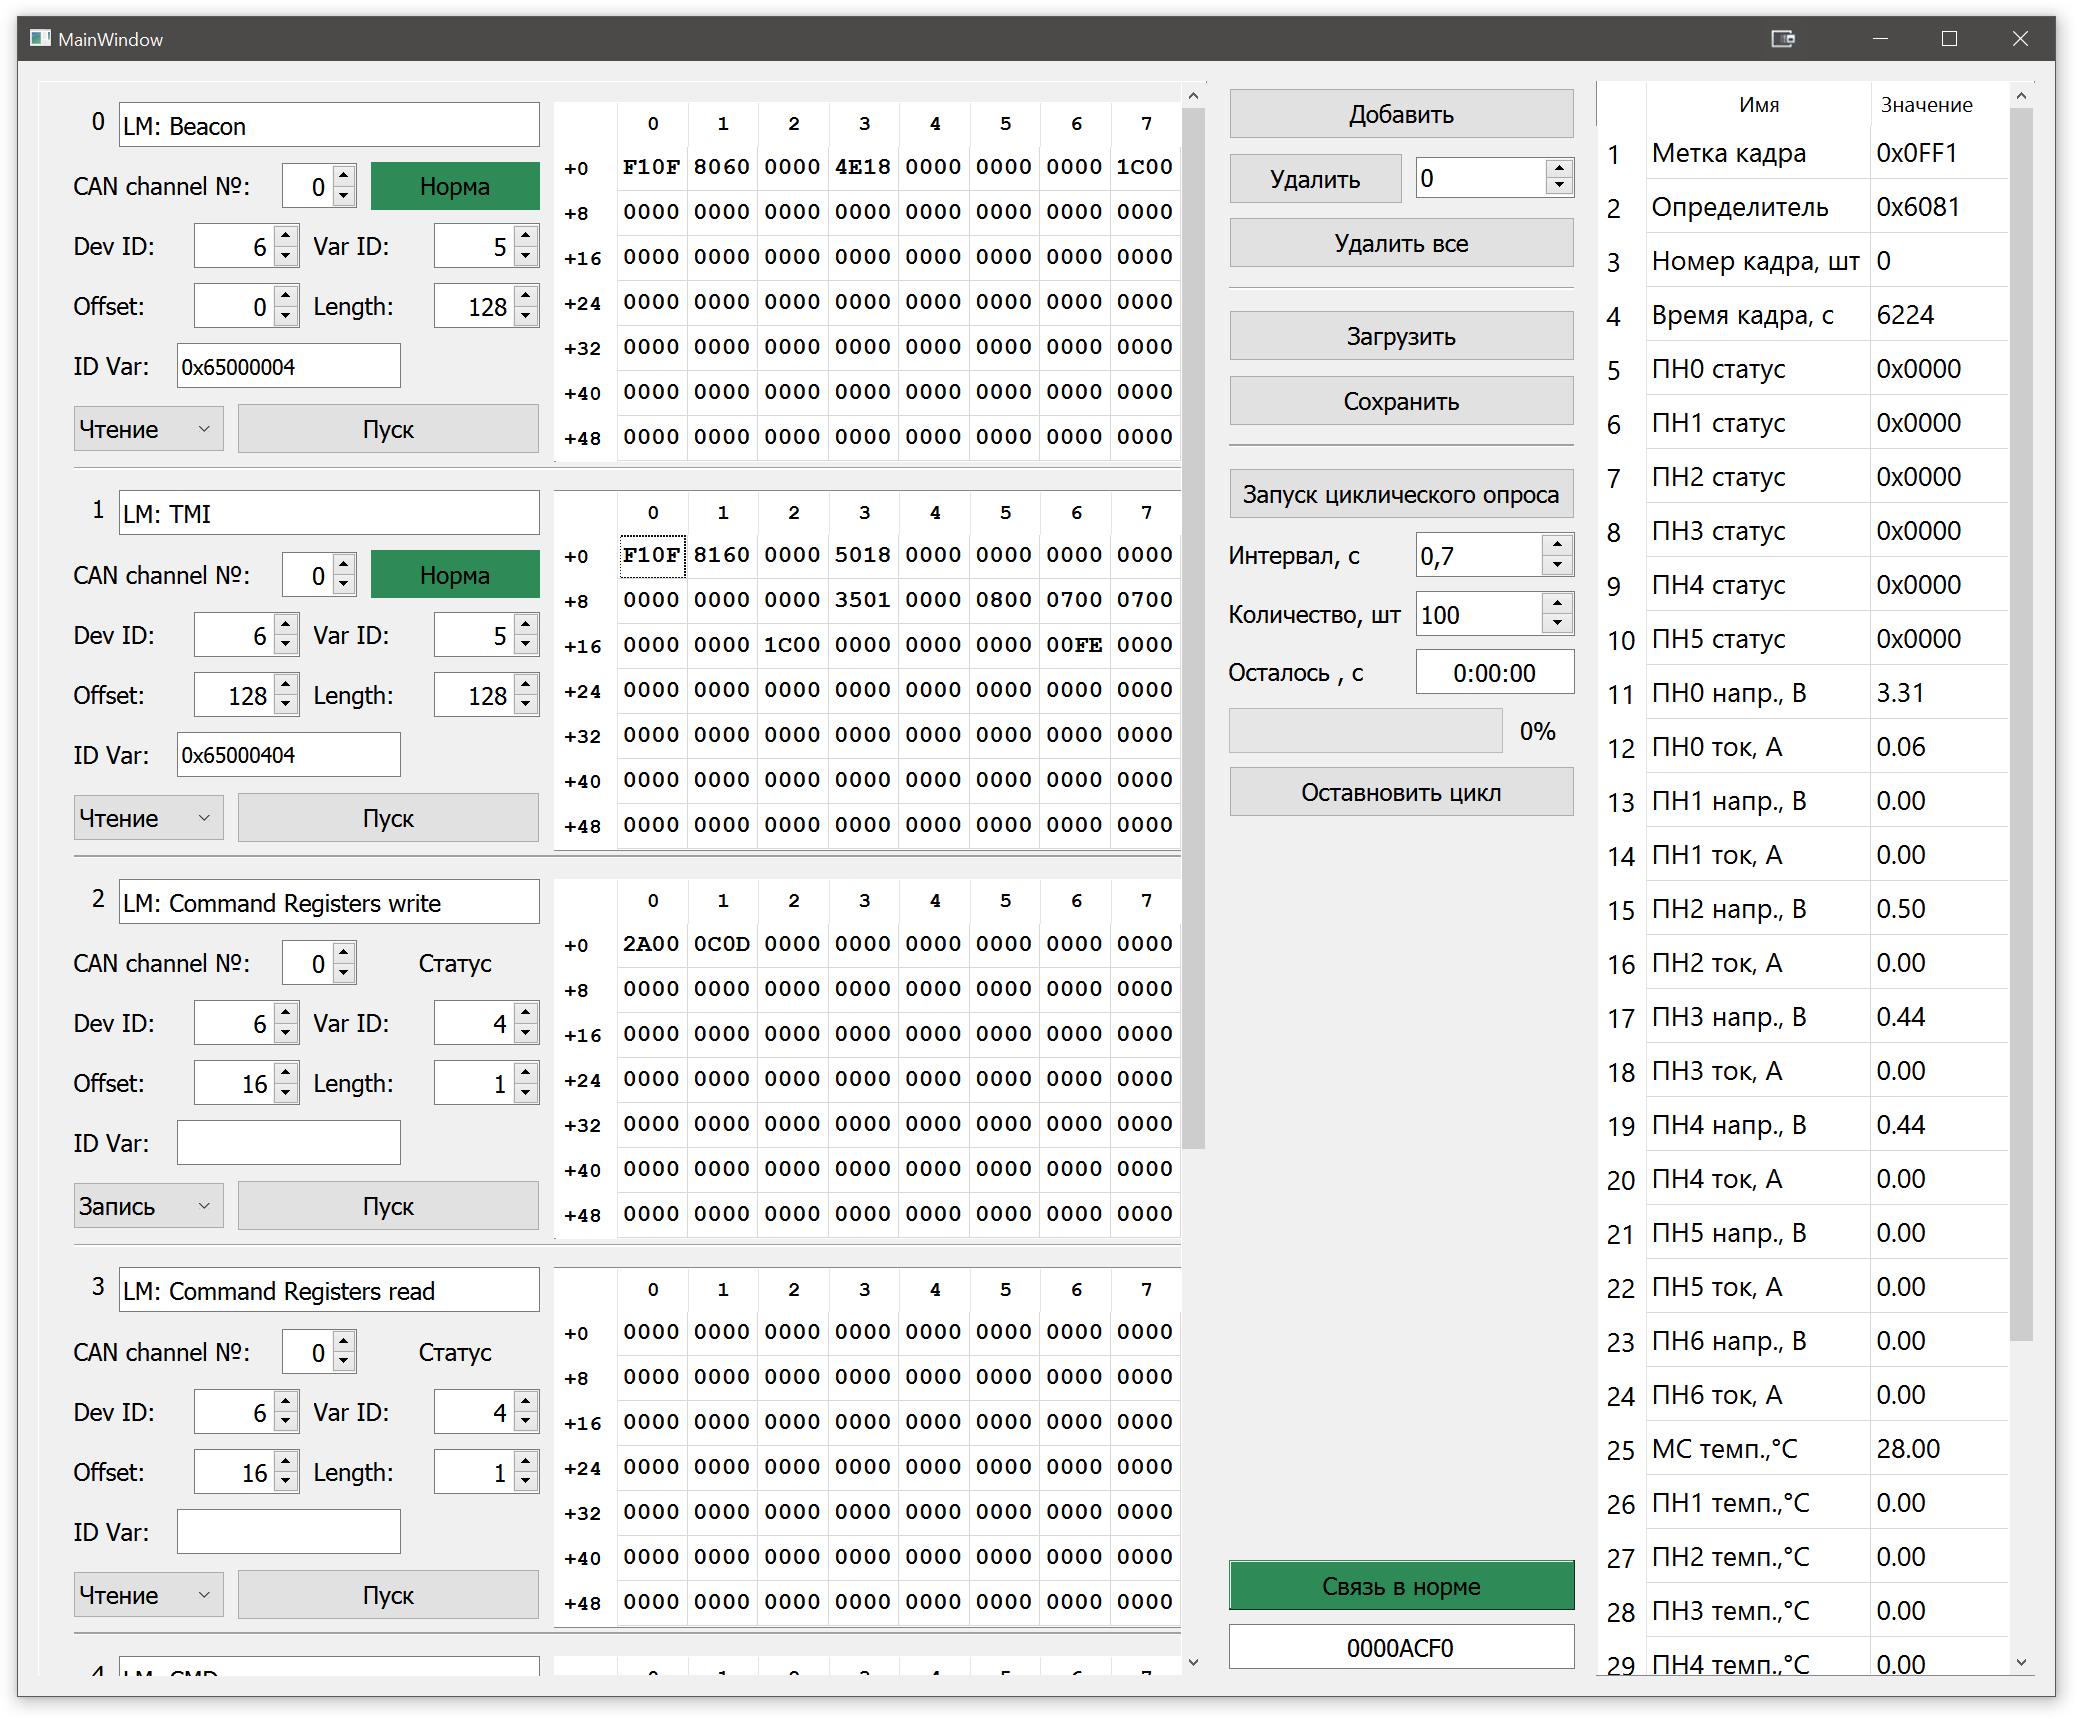 MainWindow
0 LM: Beacon
CAN channel №: 0 Норма
Dev ID: 6 Var ID: 5
Offset: 0 Length: 128
ID Var: 0x65000004
Чтение Пуск
0 1 2 3 4 5 6 7
+0 F10F 8060 0000 4E18 0000 0000 0000 1C00
+8 0000 0000 0000 0000 0000 0000 0000 0000
+16 0000 0000 0000 0000 0000 0000 0000 0000
+24 0000 0000 0000 0000 0000 0000 0000 0000
+32 0000 0000 0000 0000 0000 0000 0000 0000
+40 0000 0000 0000 0000 0000 0000 0000 0000
+48 0000 0000 0000 0000 0000 0000 0000 0000
1 LM: TMI
CAN channel №: 0 Норма
Dev ID: 6 Var ID: 5
Offset: 128 Length: 128
ID Var: 0x65000404
Чтение Пуск
0 1 2 3 4 5 6 7
+0 F10F 8160 0000 5018 0000 0000 0000 0000
+8 0000 0000 0000 3501 0000 0800 0700 0700
+16 0000 0000 1C00 0000 0000 0000 00FE 0000
+24 0000 0000 0000 0000 0000 0000 0000 0000
+32 0000 0000 0000 0000 0000 0000 0000 0000
+40 0000 0000 0000 0000 0000 0000 0000 0000
+48 0000 0000 0000 0000 0000 0000 0000 0000
2 LM: Command Registers write
CAN channel №: 0 Статус
Dev ID: 6 Var ID: 4
Offset: 16 Length: 1
ID Var:
Запись Пуск
0 1 2 3 4 5 6 7
+0 2A00 0C0D 0000 0000 0000 0000 0000 0000
+8 0000 0000 0000 0000 0000 0000 0000 0000
+16 0000 0000 0000 0000 0000 0000 0000 0000
+24 0000 0000 0000 0000 0000 0000 0000 0000
+32 0000 0000 0000 0000 0000 0000 0000 0000
+40 0000 0000 0000 0000 0000 0000 0000 0000
+48 0000 0000 0000 0000 0000 0000 0000 0000
3 LM: Command Registers read
CAN channel №: 0 Статус
Dev ID: 6 Var ID: 4
Offset: 16 Length: 1
ID Var:
Чтение Пуск
0 1 2 3 4 5 6 7
+0 0000 0000 0000 0000 0000 0000 0000 0000
+8 0000 0000 0000 0000 0000 0000 0000 0000
+16 0000 0000 0000 0000 0000 0000 0000 0000
+24 0000 0000 0000 0000 0000 0000 0000 0000
+32 0000 0000 0000 0000 0000 0000 0000 0000
+40 0000 0000 0000 0000 0000 0000 0000 0000
+48 0000 0000 0000 0000 0000 0000 0000 0000
Добавить
Удалить 0
Удалить все
Загрузить
Сохранить
Запуск циклического опроса
Интервал, с 0,7
Количество, шт 100
Осталось , с 0:00:00
0%
Оставновить цикл
Связь в норме
0000ACF0
Имя Значение
1 Метка кадра 0x0FF1
2 Определитель 0x6081
3 Номер кадра, шт 0
4 Время кадра, с 6224
5 ПН0 статус 0x0000
6 ПН1 статус 0x0000
7 ПН2 статус 0x0000
8 ПН3 статус 0x0000
9 ПН4 статус 0x0000
10 ПН5 статус 0x0000
11 ПН0 напр., В 3.31
12 ПН0 ток, А 0.06
13 ПН1 напр., В 0.00
14 ПН1 ток, А 0.00
15 ПН2 напр., В 0.50
16 ПН2 ток, А 0.00
17 ПН3 напр., В 0.44
18 ПН3 ток, А 0.00
19 ПН4 напр., В 0.44
20 ПН4 ток, А 0.00
21 ПН5 напр., В 0.00
22 ПН5 ток, А 0.00
23 ПН6 напр., В 0.00
24 ПН6 ток, А 0.00
25 МС темп.,°С 28.00
26 ПН1 темп.,°С 0.00
27 ПН2 темп.,°С 0.00
28 ПН3 темп.,°С 0.00
29 ПН4 темп.,°С 0.00